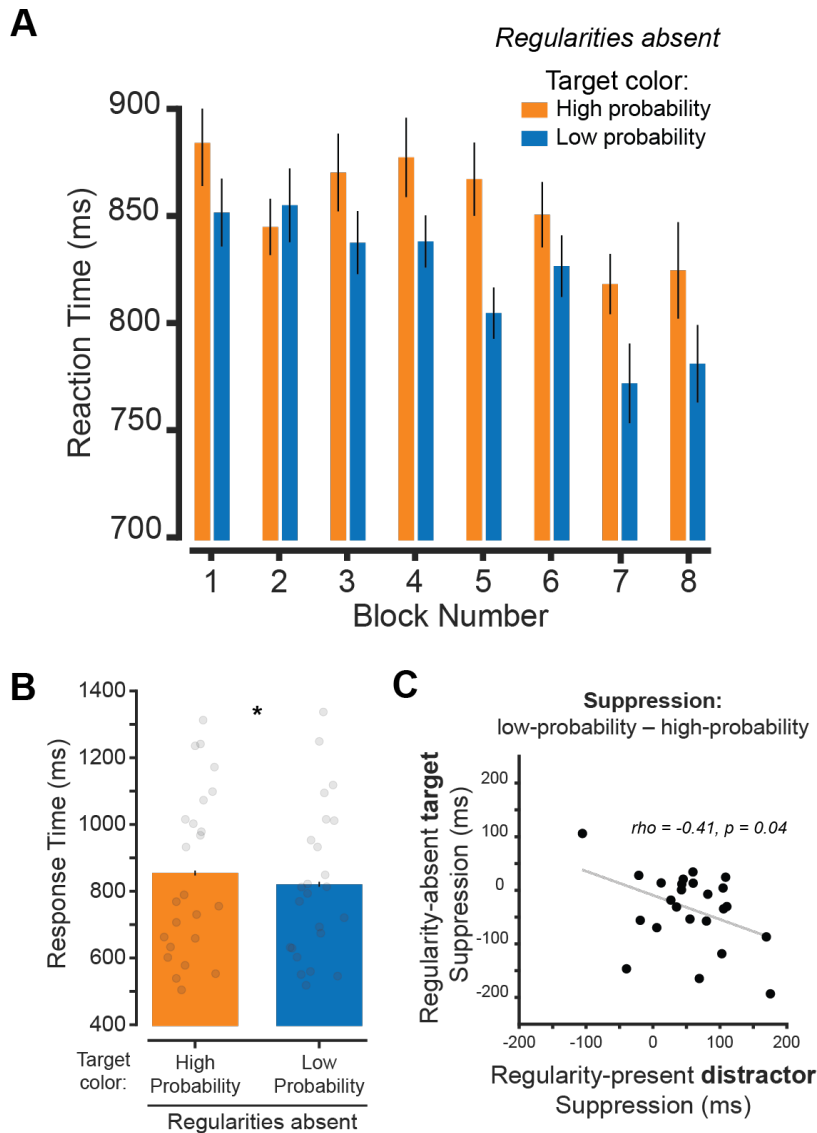 A
Regularities absent
Target color:
High probability
Low probability
900
850
800
750
700
Reaction Time (ms)
1 2 3 4 5 6 7 8
Block Number
B
1400
1200
1000
800
600
400
Response Time (ms)
*
Target color:
High Probability
Low Probability
Regularities absent
C
Suppression:
low-probability – high-probability
200
100
0
-100
-200
Regularity-absent target
Suppression (ms)
rho = -0.41, p = 0.04
-200 -100 0 100 200
Regularity-present distractor
Suppression (ms)